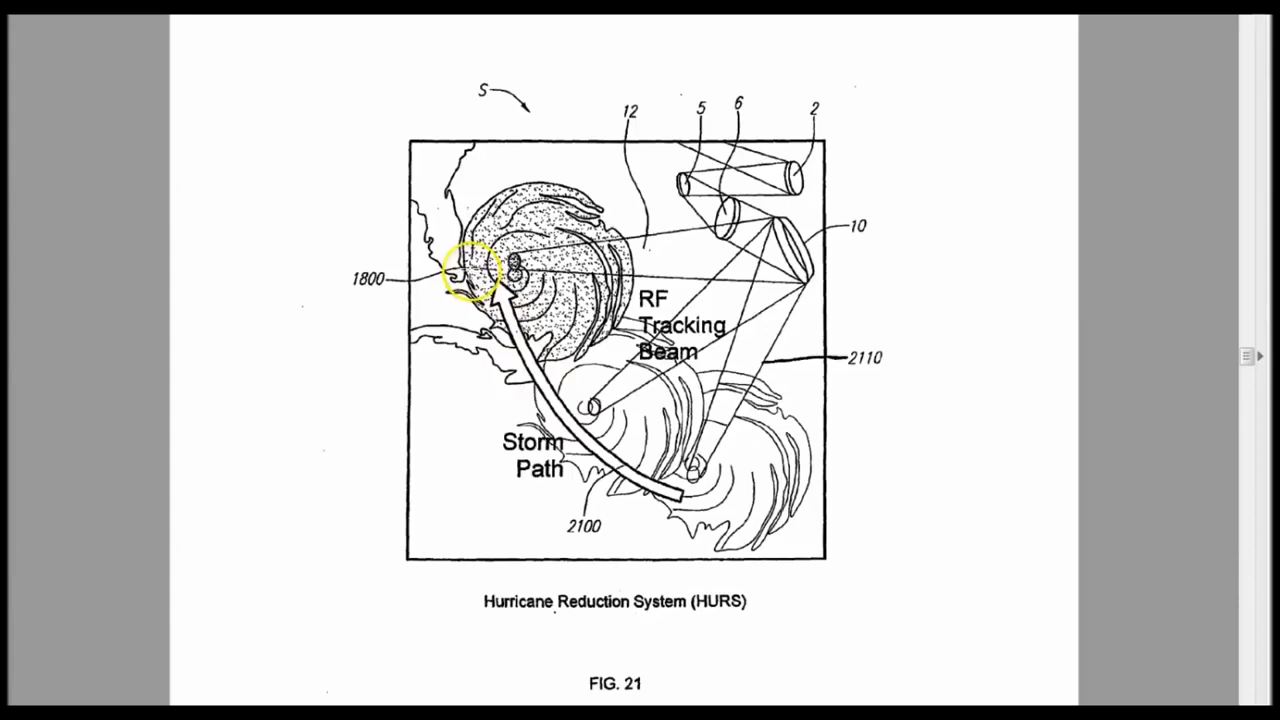 S
12
5
6
2
10
1800
RF
Tracking
Beam
2110
Storm
Path
2100
Hurricane Reduction System (HURS)
FIG. 21